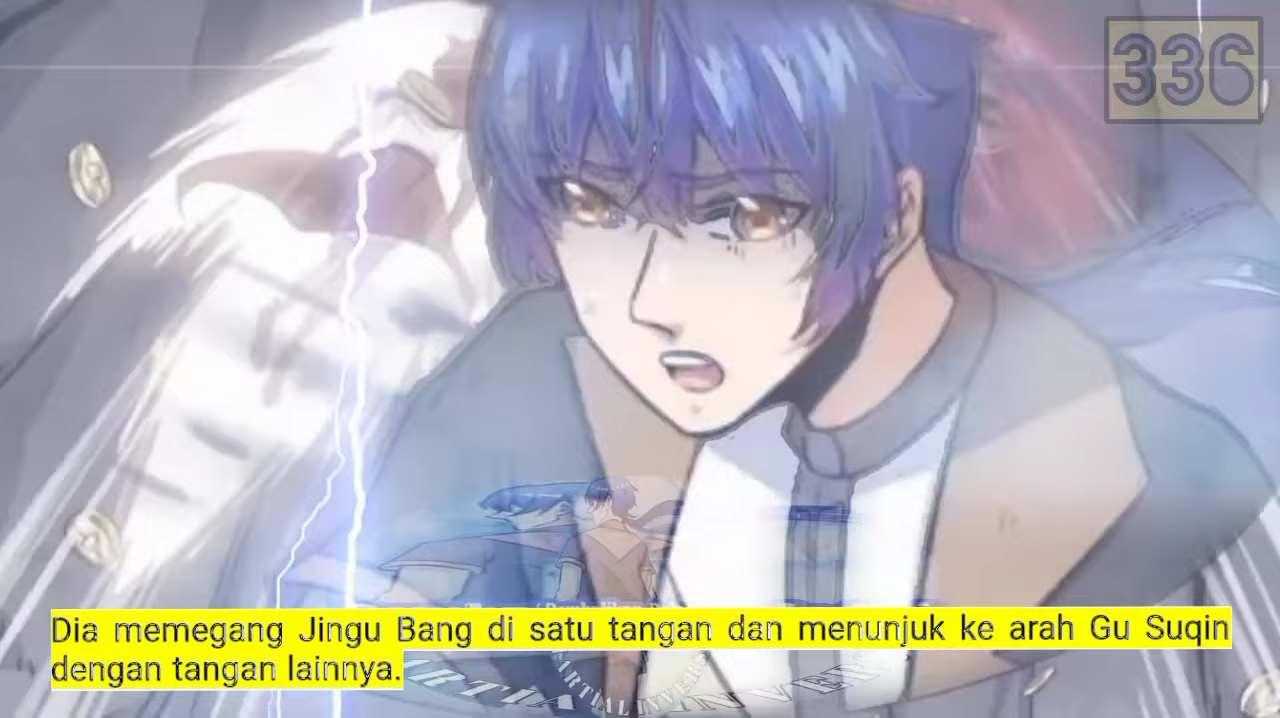 336
Dia memegang Jingu Bang di satu tangan dan menunjuk ke arah Gu Suqin
dengan tangan lainnya.